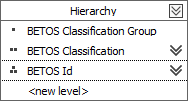 Hierarchy
BETOS Classification Group
BETOS Classification
BETOS Id
<new level>